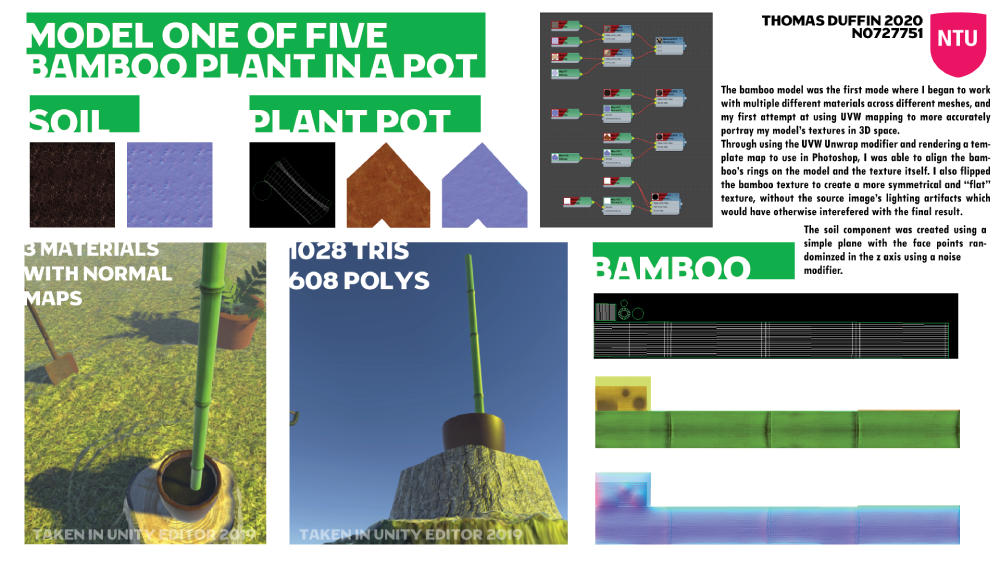 MODEL ONE OF FIVE
BAMBOO PLANT IN A POT
THOMAS DUFFIN 2020
N0727751
NTU
SOIL
PLANT POT
The bamboo model was the first mode where I began to work
with multiple different materials across different meshes, and
my first attempt at using UVW mapping to more accurately
portray my model's textures in 3D space.
Through using the UVW Unwrap modifier and rendering a tem-
plate map to use in Photoshop, I was able to align the bam-
boo's rings on the model and the texture itself. I also flipped
the bamboo texture to create a more symmetrical and “flat”
texture, without the source image's lighting artifacts which
would have otherwise interefered with the final result.
The soil component was created using a
simple plane with the face points ran-
dominzed in the z axis using a noise
modifier.
3 MATERIALS
WITH NORMAL
MAPS
TAKEN IN UNITY EDITOR 2019
1028 TRIS
608 POLYS
TAKEN IN UNITY EDITOR 2019
BAMBOO